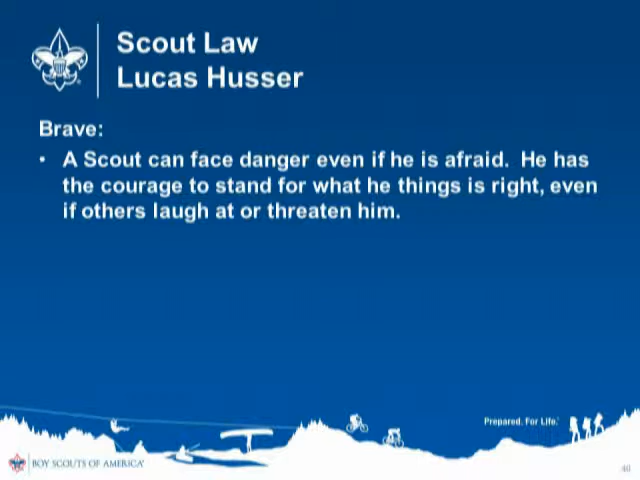 Scout Law
Lucas Husser
Brave:
• A Scout can face danger even if he is afraid. He has
the courage to stand for what he things is right, even
if others laugh at or threaten him.
Prepared. For Life.
BOY SCOUTS OF AMERICA
40